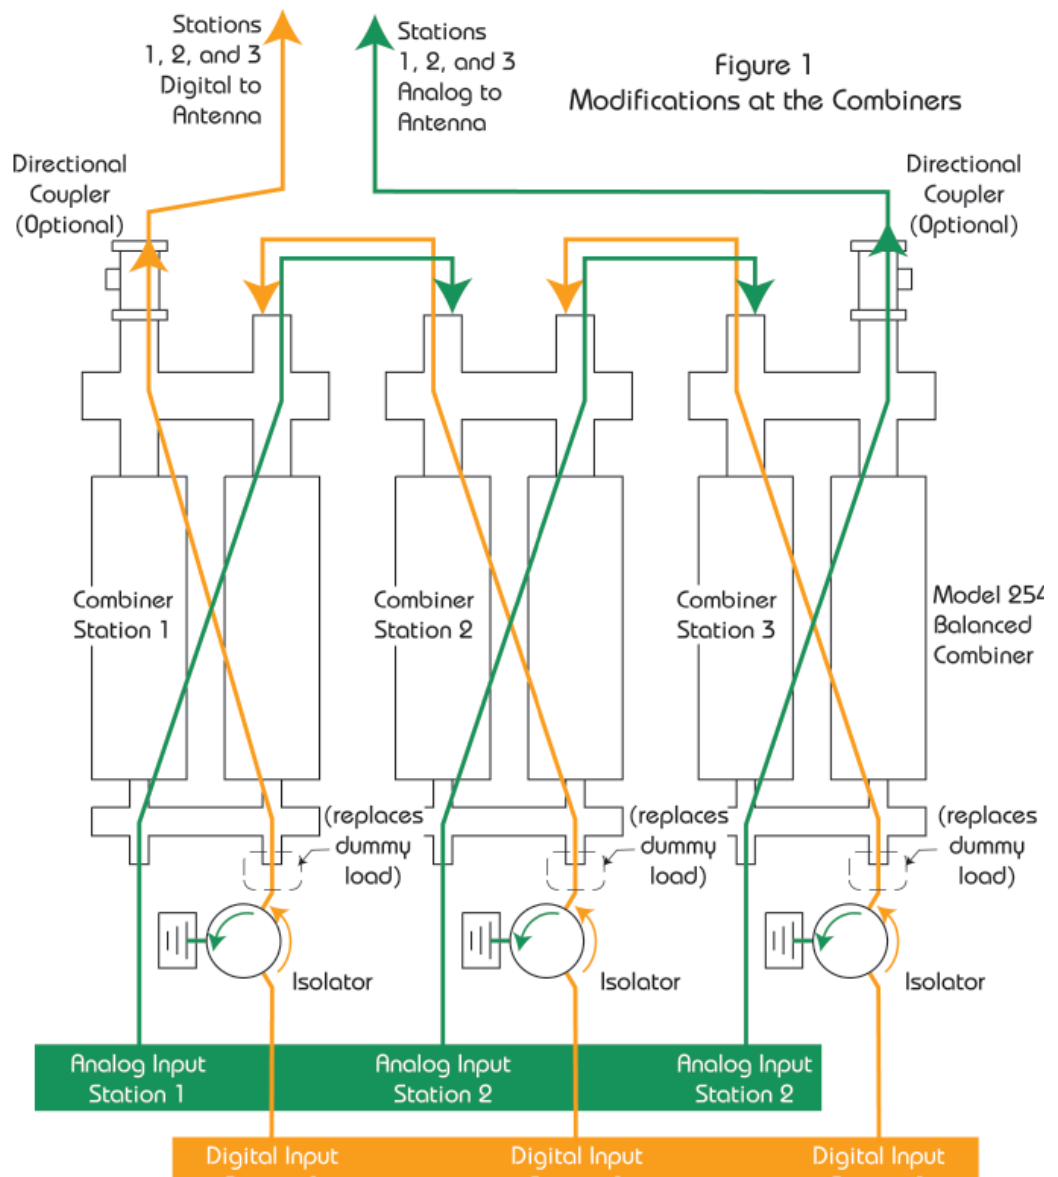 Stations
1, 2, and 3
Digital to
Antenna
Stations
1, 2, and 3
Analog to
Antenna
Figure 1
Modifications at the Combiners
Directional
Coupler
(Optional)
Directional
Coupler
(Optional)
Combiner
Station 1
Combiner
Station 2
Combiner
Station 3
Model 254
Balanced
Combiner
(replaces
dummy
load)
(replaces
dummy
load)
(replaces
dummy
load)
Isolator
Isolator
Isolator
Analog Input
Station 1
Analog Input
Station 2
Analog Input
Station 2
Digital Input
Digital Input
Digital Input